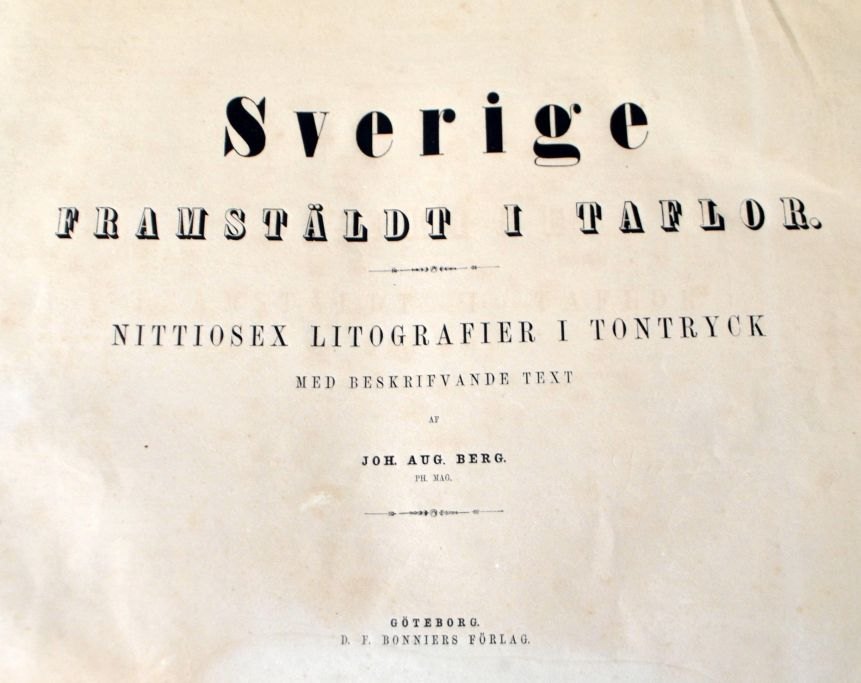 Sverige
FRAMSTÄLDT I TAFLOR.
NITTIOSEX LITOGRAFIER I TONTRYCK
MED BESKRIFVANDE TEXT
AF
JOH. AUG. BERG.
PH. MAG.
GÖTEBORG.
D. F. BONNIERS FÖRLAG.